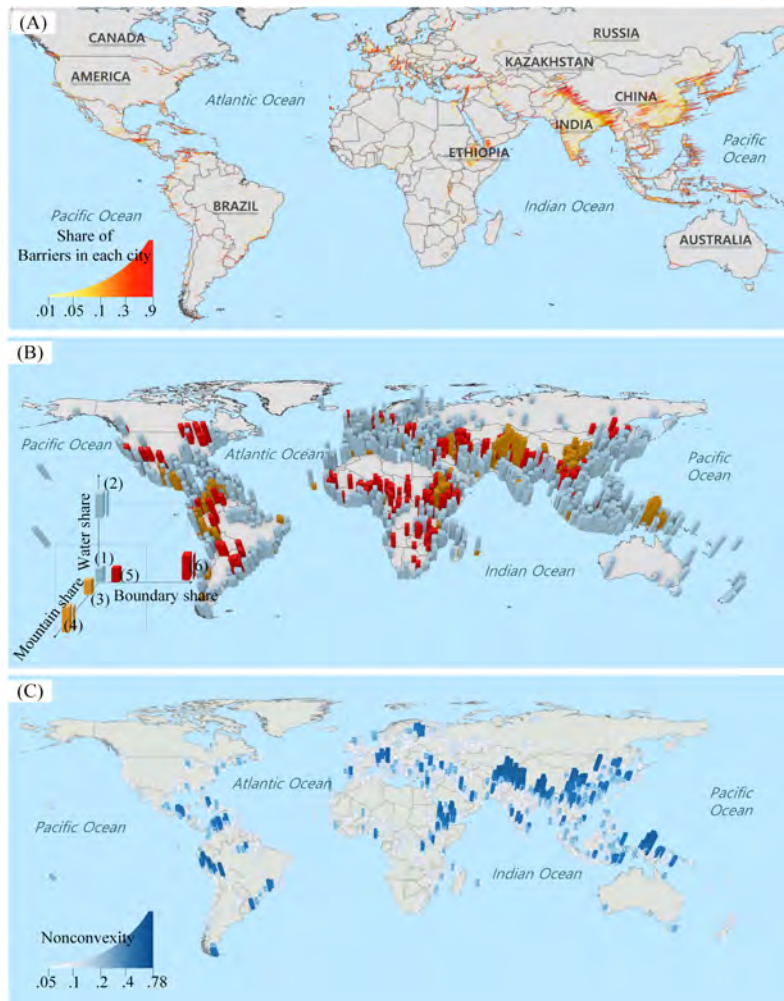 (A)
CANADA
RUSSIA
AMERICA
KAZAKHSTAN
Atlantic Ocean
CHINA
INDIA
Pacific
Ocean
ETHIOPIA
BRAZIL
Indian Ocean
Pacific Ocean
AUSTRALIA
Share of
Barriers in each city
.01 .05 .1 .3 .9
(B)
Pacific Ocean
Atlantic Ocean
Pacific
Ocean
(2)
Water share
(1)
(5)
(6)
(3)
Boundary share
Mountain share
(4)
Indian Ocean
(C)
Atlantic Ocean
Pacific
Ocean
Pacific Ocean
Indian Ocean
Nonconvexity
.05 .1 .2 .4 .78